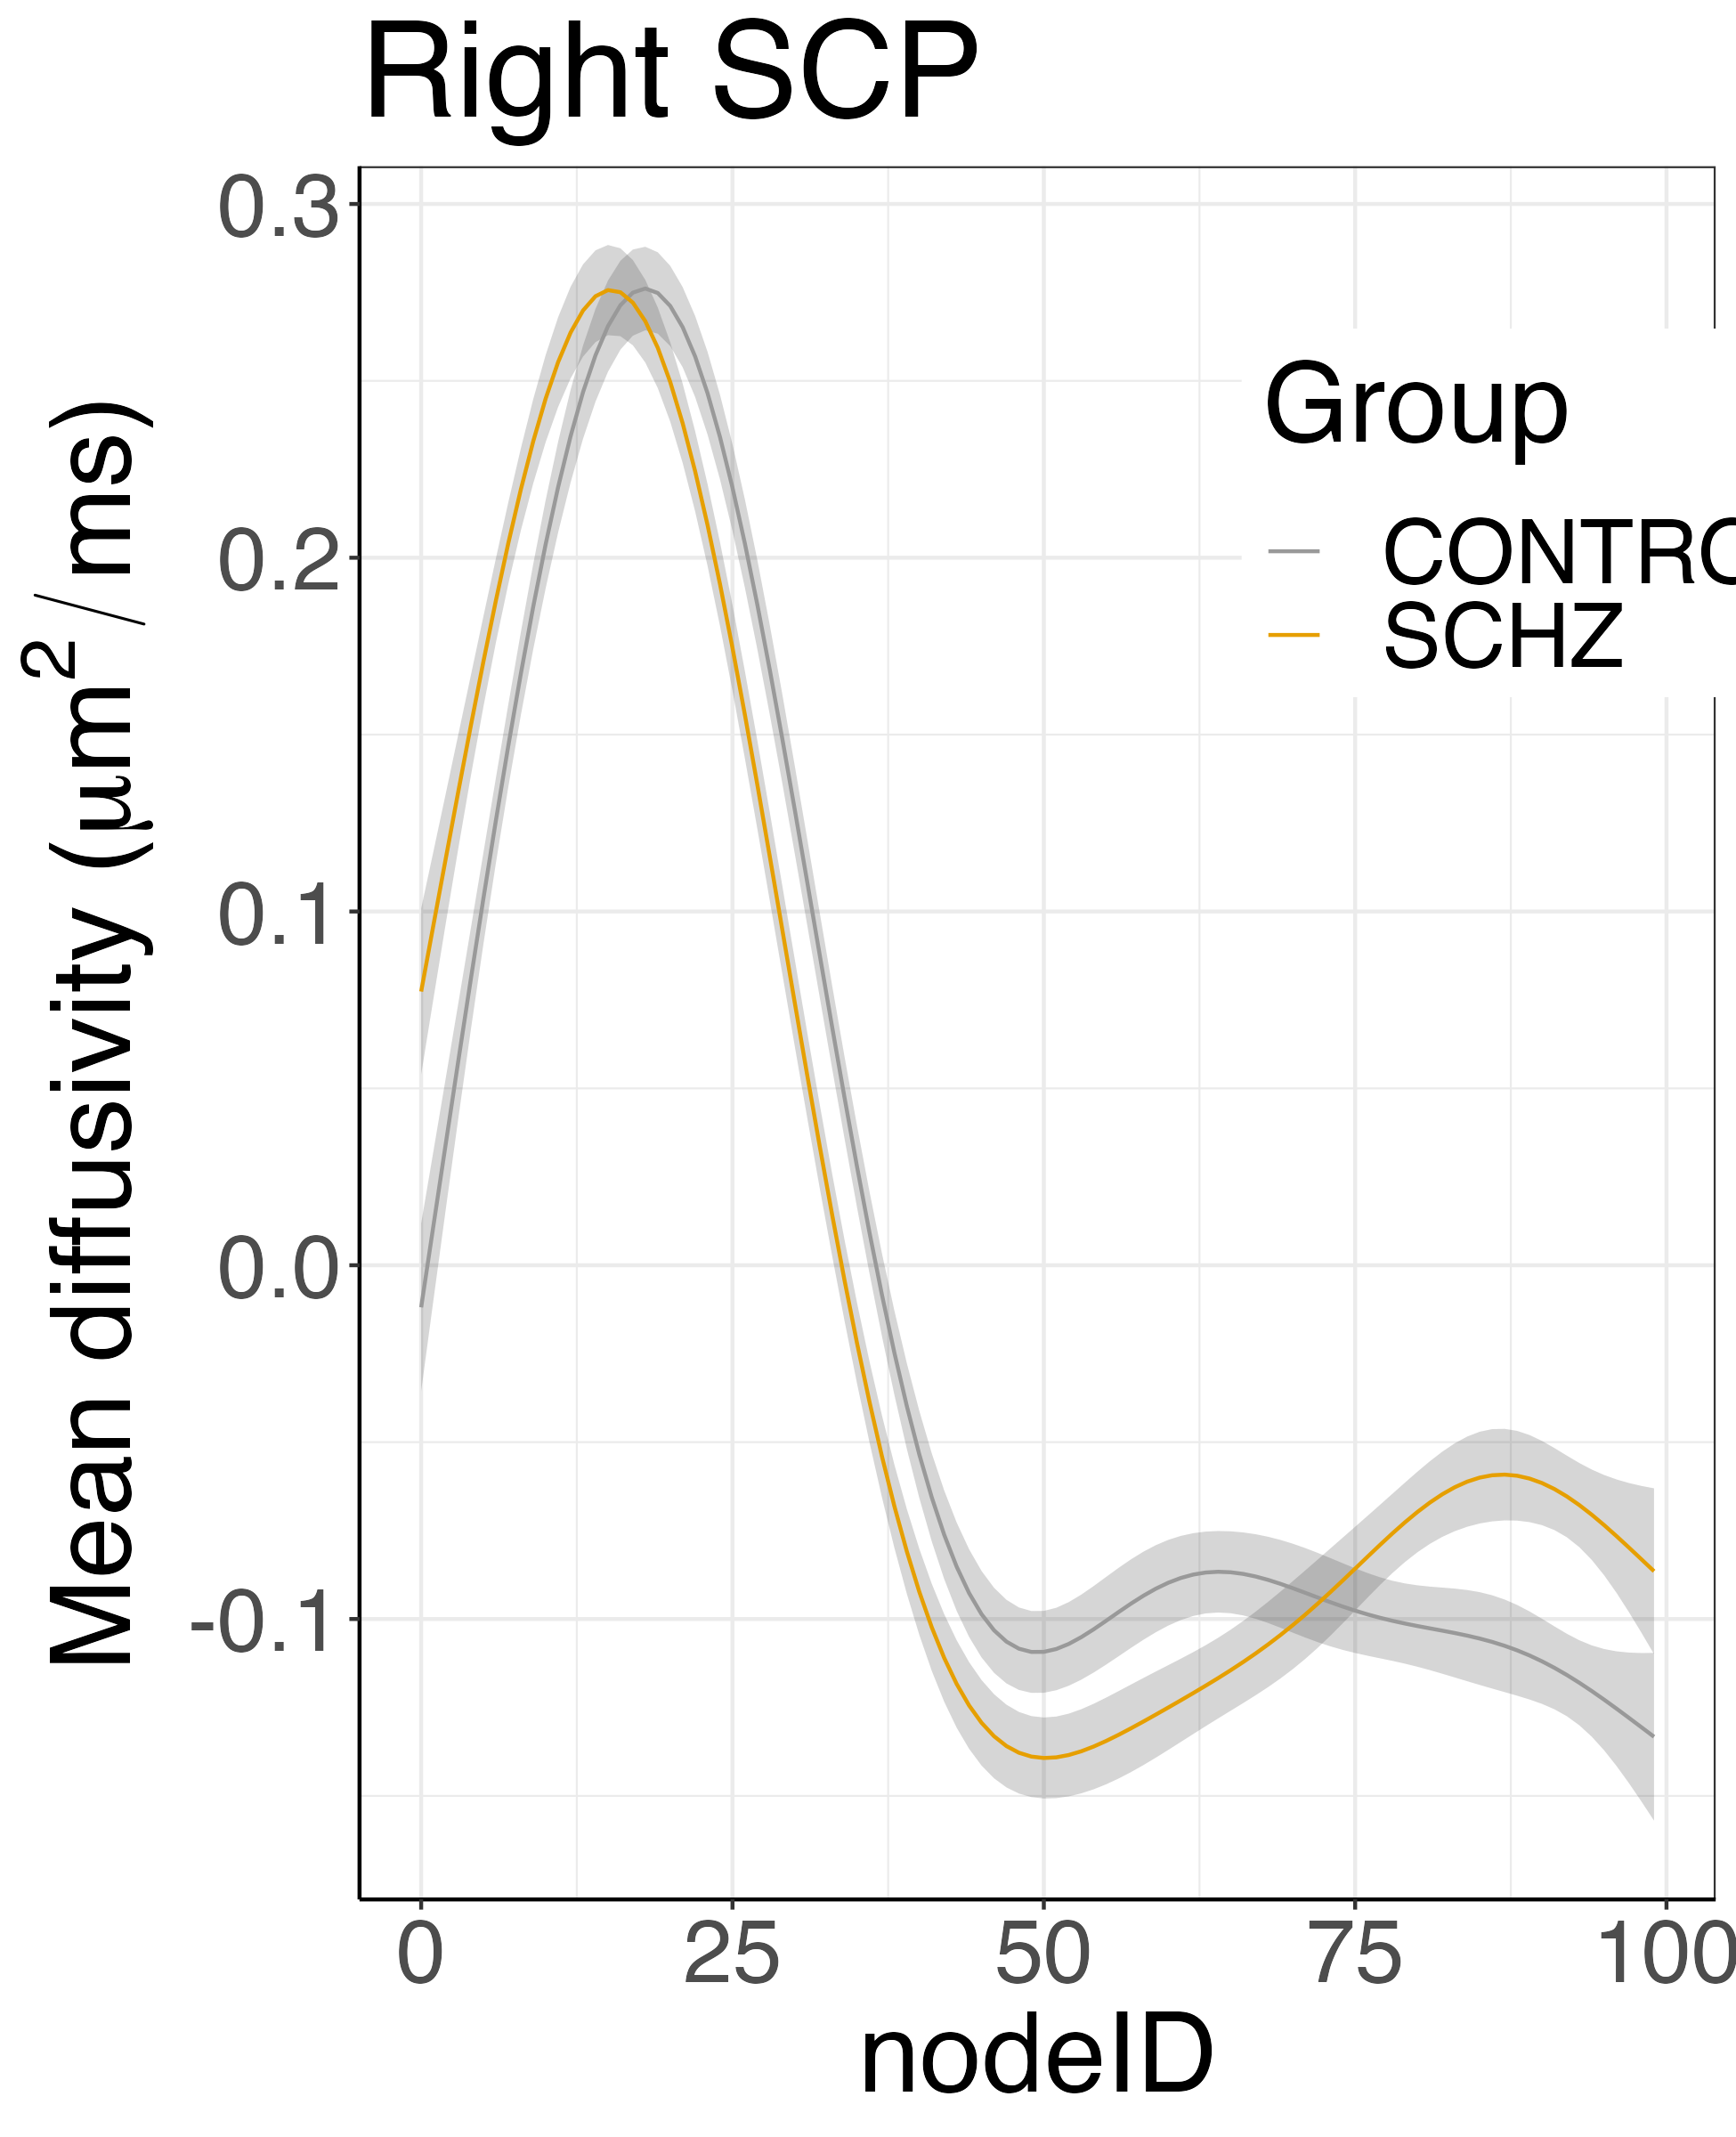 Right SCP
0.3
0.2
0.1
0.0
-0.1
Mean diffusivity (μm²/ms)
Group
CONTRO
SCHZ
0 25 50 75 100
nodeID